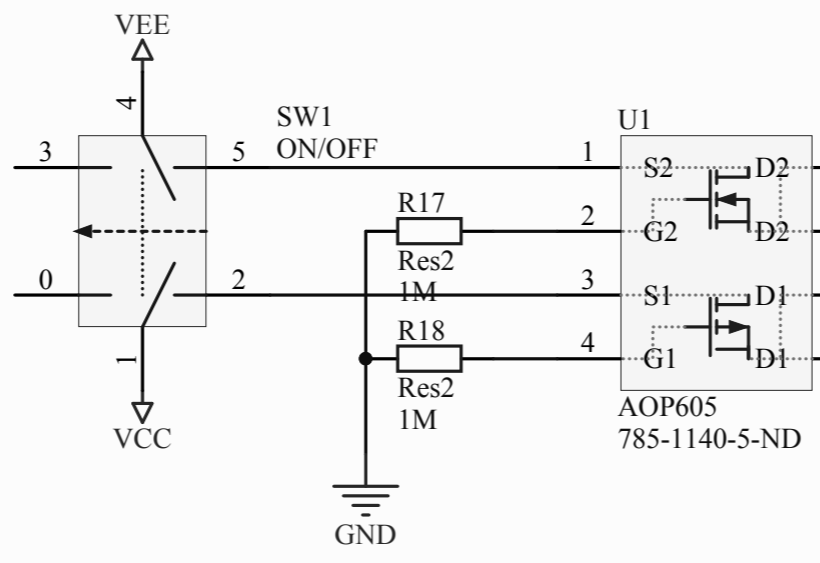 VEE
4
SW1
ON/OFF
U1
3
5
1
S2
D2
R17
2
G2
D2
Res2
1M
0
2
3
S1
D1
R18
4
G1
D1
1
Res2
1M
VCC
AOP605
785-1140-5-ND
GND